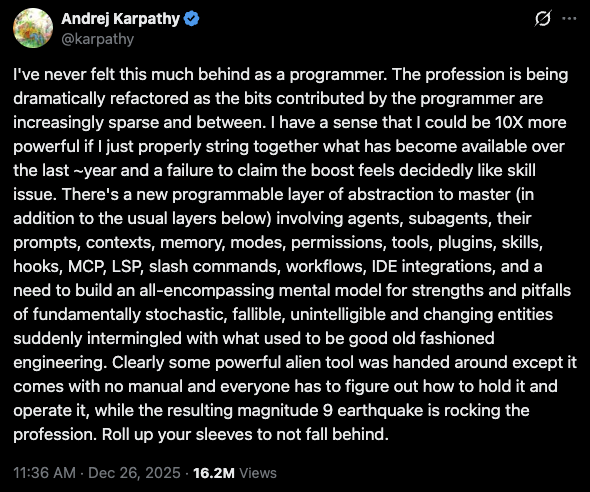 Andrej Karpathy
@karpathy
I've never felt this much behind as a programmer. The profession is being
dramatically refactored as the bits contributed by the programmer are
increasingly sparse and between. I have a sense that I could be 10X more
powerful if I just properly string together what has become available over
the last ~year and a failure to claim the boost feels decidedly like skill
issue. There's a new programmable layer of abstraction to master (in
addition to the usual layers below) involving agents, subagents, their
prompts, contexts, memory, modes, permissions, tools, plugins, skills,
hooks, MCP, LSP, slash commands, workflows, IDE integrations, and a
need to build an all-encompassing mental model for strengths and pitfalls
of fundamentally stochastic, fallible, unintelligible and changing entities
suddenly intermingled with what used to be good old fashioned
engineering. Clearly some powerful alien tool was handed around except it
comes with no manual and everyone has to figure out how to hold it and
operate it, while the resulting magnitude 9 earthquake is rocking the
profession. Roll up your sleeves to not fall behind.
11:36 AM · Dec 26, 2025 · 16.2M Views